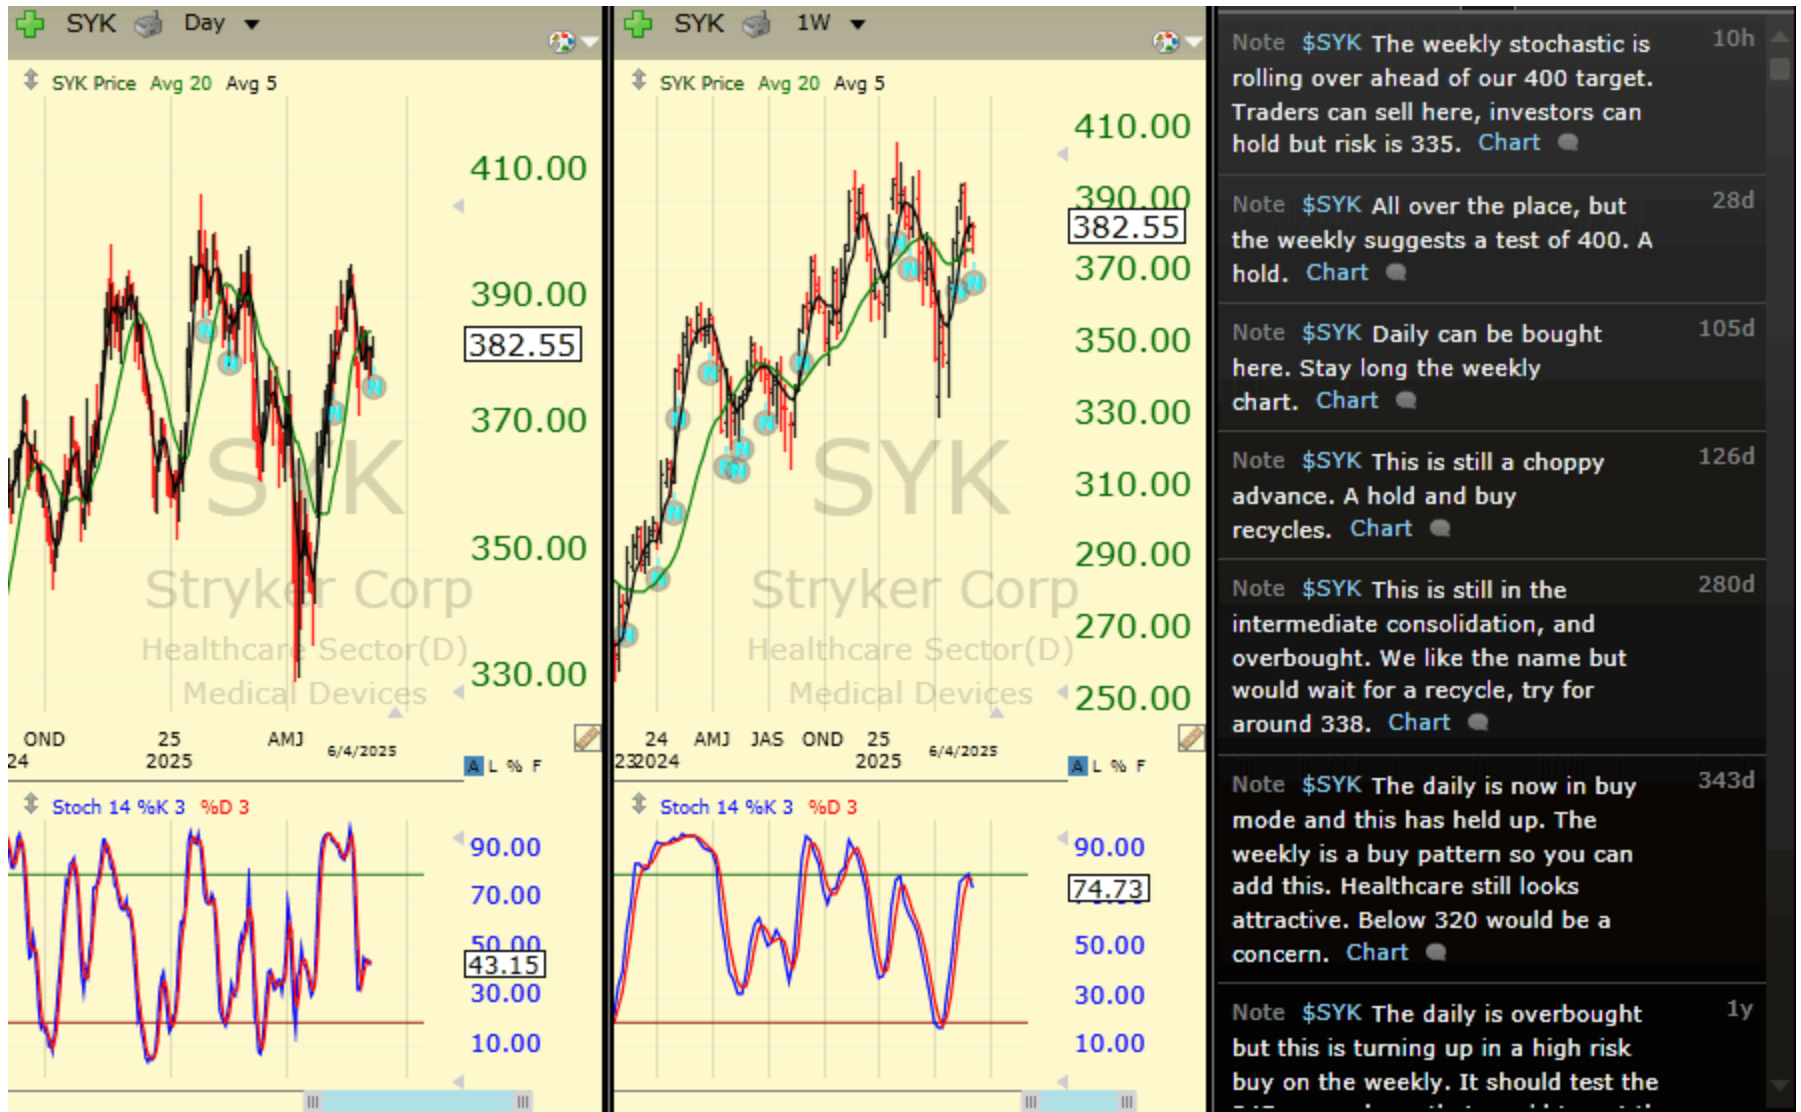 SYK Day
SYK Price Avg 20 Avg 5
410.00
390.00
382.55
370.00
350.00
330.00
SYK
Stryker Corp
Healthcare Sector(D)
Medical Devices
OND 25 AMJ 6/4/2025
24 2025
A L % F
Stoch 14 %K 3 %D 3
90.00
70.00
50.00
43.15
30.00
10.00
SYK 1W
SYK Price Avg 20 Avg 5
410.00
390.00
382.55
370.00
350.00
330.00
310.00
290.00
270.00
250.00
SYK
Stryker Corp
Healthcare Sector(D)
Medical Devices
24 AMJ JAS OND 25 6/4/2025
23 2024 2025
A L % F
Stoch 14 %K 3 %D 3
90.00
74.73
50.00
30.00
10.00
Note $SYK The weekly stochastic is 10h
rolling over ahead of our 400 target.
Traders can sell here, investors can
hold but risk is 335. Chart
Note $SYK All over the place, but 28d
the weekly suggests a test of 400. A
hold. Chart
Note $SYK Daily can be bought 105d
here. Stay long the weekly
chart. Chart
Note $SYK This is still a choppy 126d
advance. A hold and buy
recycles. Chart
Note $SYK This is still in the 280d
intermediate consolidation, and
overbought. We like the name but
would wait for a recycle, try for
around 338. Chart
Note $SYK The daily is now in buy 343d
mode and this has held up. The
weekly is a buy pattern so you can
add this. Healthcare still looks
attractive. Below 320 would be a
concern. Chart
Note $SYK The daily is overbought 1y
but this is turning up in a high risk
buy on the weekly. It should test the